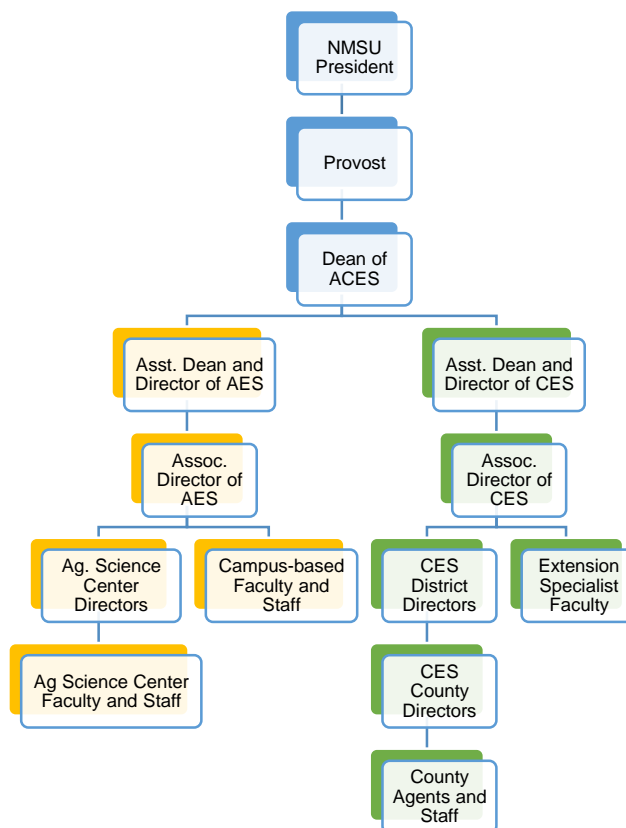 NMSU
President
Provost
Dean of
ACES
Asst. Dean and
Director of AES
Asst. Dean and
Director of CES
Assoc.
Director of
AES
Assoc.
Director of
CES
Ag. Science
Center
Directors
Campus-based
Faculty and
Staff
CES
District
Directors
Extension
Specialist
Faculty
Ag Science Center
Faculty and Staff
CES
County
Directors
County
Agents and
Staff